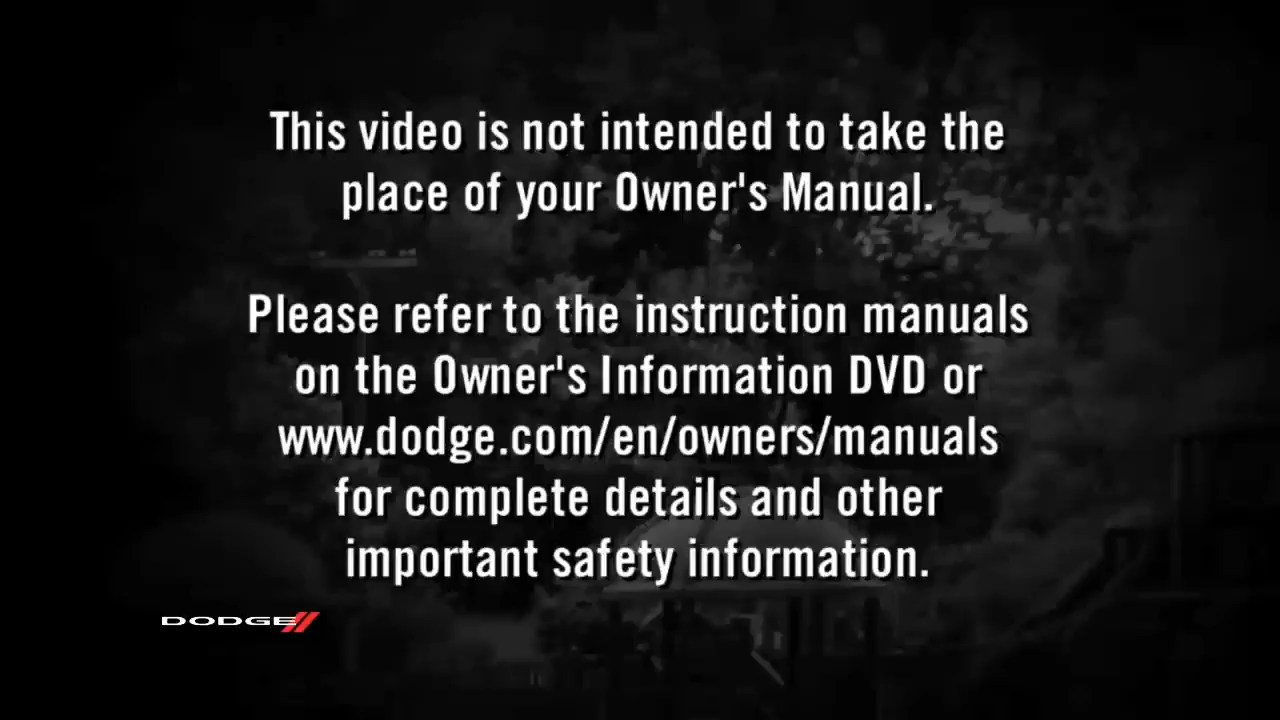 This video is not intended to take the
place of your Owner's Manual.
Please refer to the instruction manuals
on the Owner's Information DVD or
www.dodge.com/en/owners/manuals
for complete details and other
important safety information.
DODGE